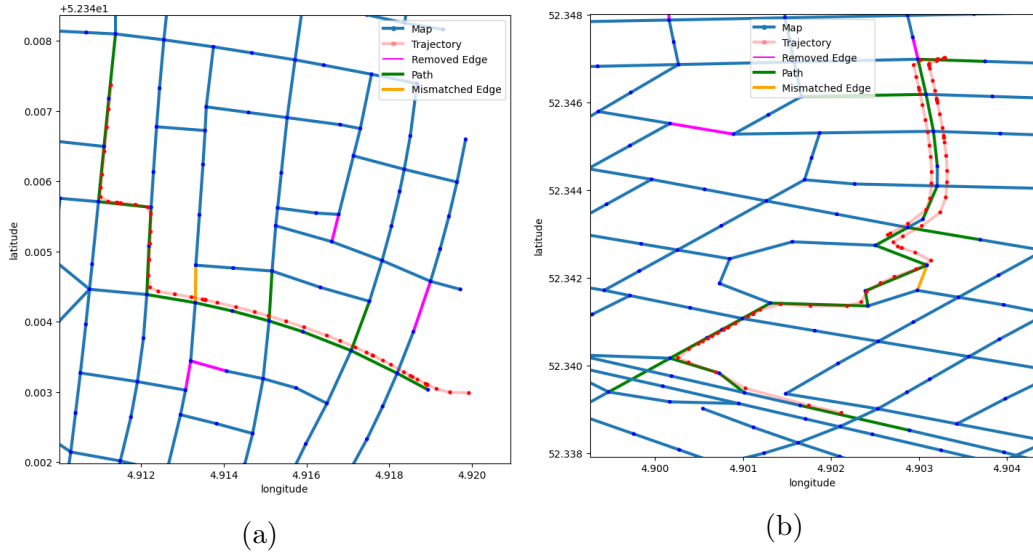 +5.234e1
0.008
0.007
0.006
0.005
0.004
0.003
0.002
latitude
4.912
4.914
4.916
4.918
4.920
longitude
Map
Trajectory
Removed Edge
Path
Mismatched Edge
(a)
52.348
52.346
52.344
52.342
52.340
52.338
latitude
4.900
4.901
4.902
4.903
4.904
longitude
Map
Trajectory
Removed Edge
Path
Mismatched Edge
(b)